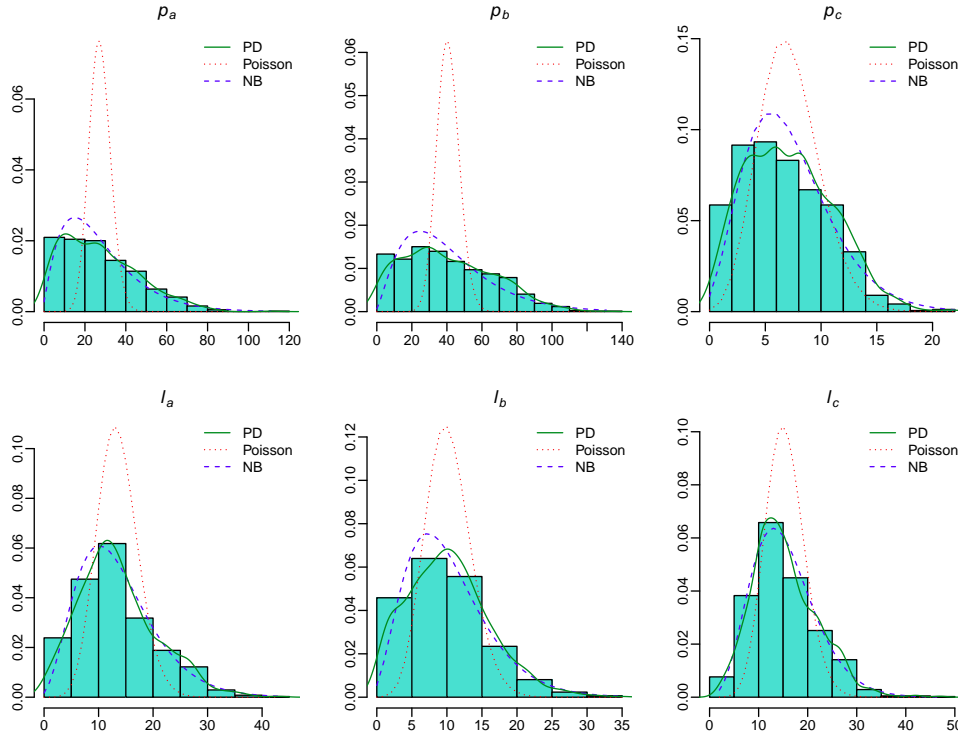 p_a
PD
Poisson
NB
0.00 0.02 0.04 0.06
0 20 40 60 80 100 120
p_b
PD
Poisson
NB
0.00 0.01 0.02 0.03 0.04 0.05 0.06
0 20 40 60 80 100 140
p_c
PD
Poisson
NB
0.00 0.05 0.10 0.15
0 5 10 15 20
l_a
PD
Poisson
NB
0.00 0.02 0.04 0.06 0.08 0.10
0 10 20 30 40
l_b
PD
Poisson
NB
0.00 0.02 0.04 0.06 0.08 0.12
0 5 10 15 20 25 30 35
l_c
PD
Poisson
NB
0.00 0.02 0.04 0.06 0.08 0.10
0 10 20 30 40 50